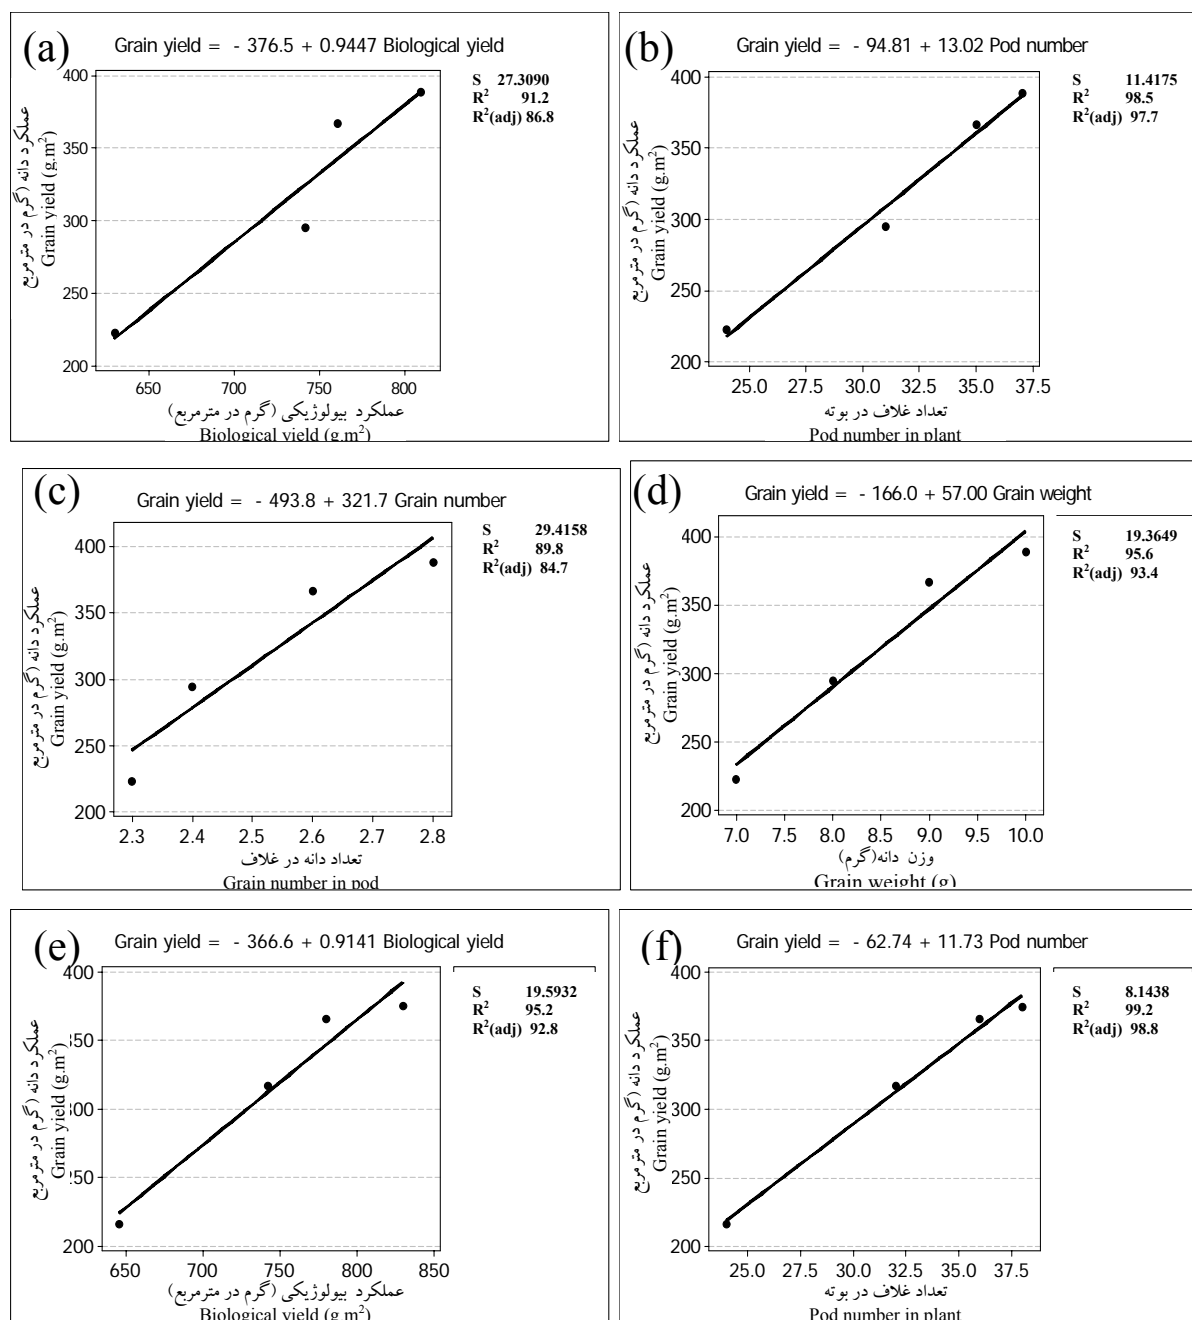 (a)
Grain yield = - 376.5 + 0.9447 Biological yield
S 27.3090
R² 91.2
R²(adj) 86.8
عملکرد دانه (گرم در مترمربع
Grain yield (g.m²)
400
350
300
250
200
650 700 750 800
عملکرد بیولوژیکی (گرم در مترمربع)
Biological yield (g.m²)
(b)
Grain yield = - 94.81 + 13.02 Pod number
S 11.4175
R² 98.5
R²(adj) 97.7
عملکرد دانه (گرم در مترمربع
Grain yield (g.m²)
400
350
300
250
200
25.0 27.5 30.0 32.5 35.0 37.5
تعداد غلاف در بوته
Pod number in plant
(c)
Grain yield = - 493.8 + 321.7 Grain number
S 29.4158
R² 89.8
R²(adj) 84.7
عملکرد دانه (گرم در مترمربع
Grain yield (g.m²)
400
350
300
250
200
2.3 2.4 2.5 2.6 2.7 2.8
تعداد دانه در غلاف
Grain number in pod
(d)
Grain yield = - 166.0 + 57.00 Grain weight
S 19.3649
R² 95.6
R²(adj) 93.4
عملکرد دانه (گرم در مترمربع
Grain yield (g.m²)
400
350
300
250
200
7.0 7.5 8.0 8.5 9.0 9.5 10.0
وزن دانه(گرم)
Grain weight (g)
(e)
Grain yield = - 366.6 + 0.9141 Biological yield
S 19.5932
R² 95.2
R²(adj) 92.8
عملکرد دانه (گرم در مترمربع
Grain yield (g.m²)
400
350
300
250
200
650 700 750 800 850
عملکرد بیولوژیکی (گرم در مترمربع)
Biological yield (g.m²)
(f)
Grain yield = - 62.74 + 11.73 Pod number
S 8.1438
R² 99.2
R²(adj) 98.8
عملکرد دانه (گرم در مترمربع
Grain yield (g.m²)
400
350
300
250
200
25.0 27.5 30.0 32.5 35.0 37.5
تعداد غلاف در بوته
Pod number in plant